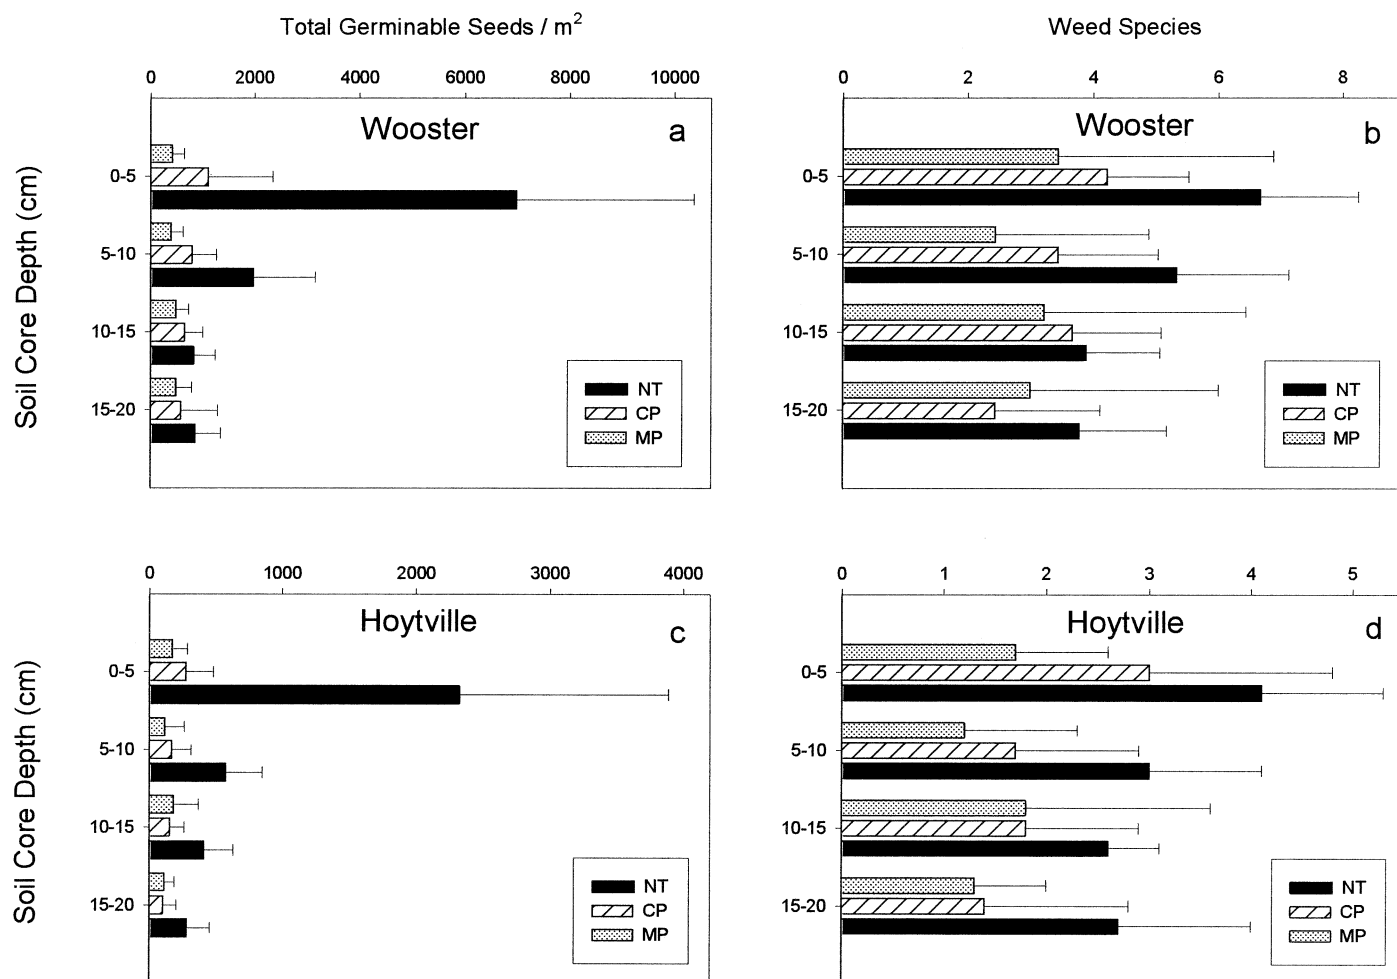 Total Germinable Seeds / m²
0 2000 4000 6000 8000 10000
Wooster a
Soil Core Depth (cm)
0-5
5-10
10-15
15-20
NT
CP
MP
Weed Species
0 2 4 6 8
Wooster b
0-5
5-10
10-15
15-20
NT
CP
MP
0 1000 2000 3000 4000
Hoytville c
Soil Core Depth (cm)
0-5
5-10
10-15
15-20
NT
CP
MP
0 1 2 3 4 5
Hoytville d
0-5
5-10
10-15
15-20
NT
CP
MP